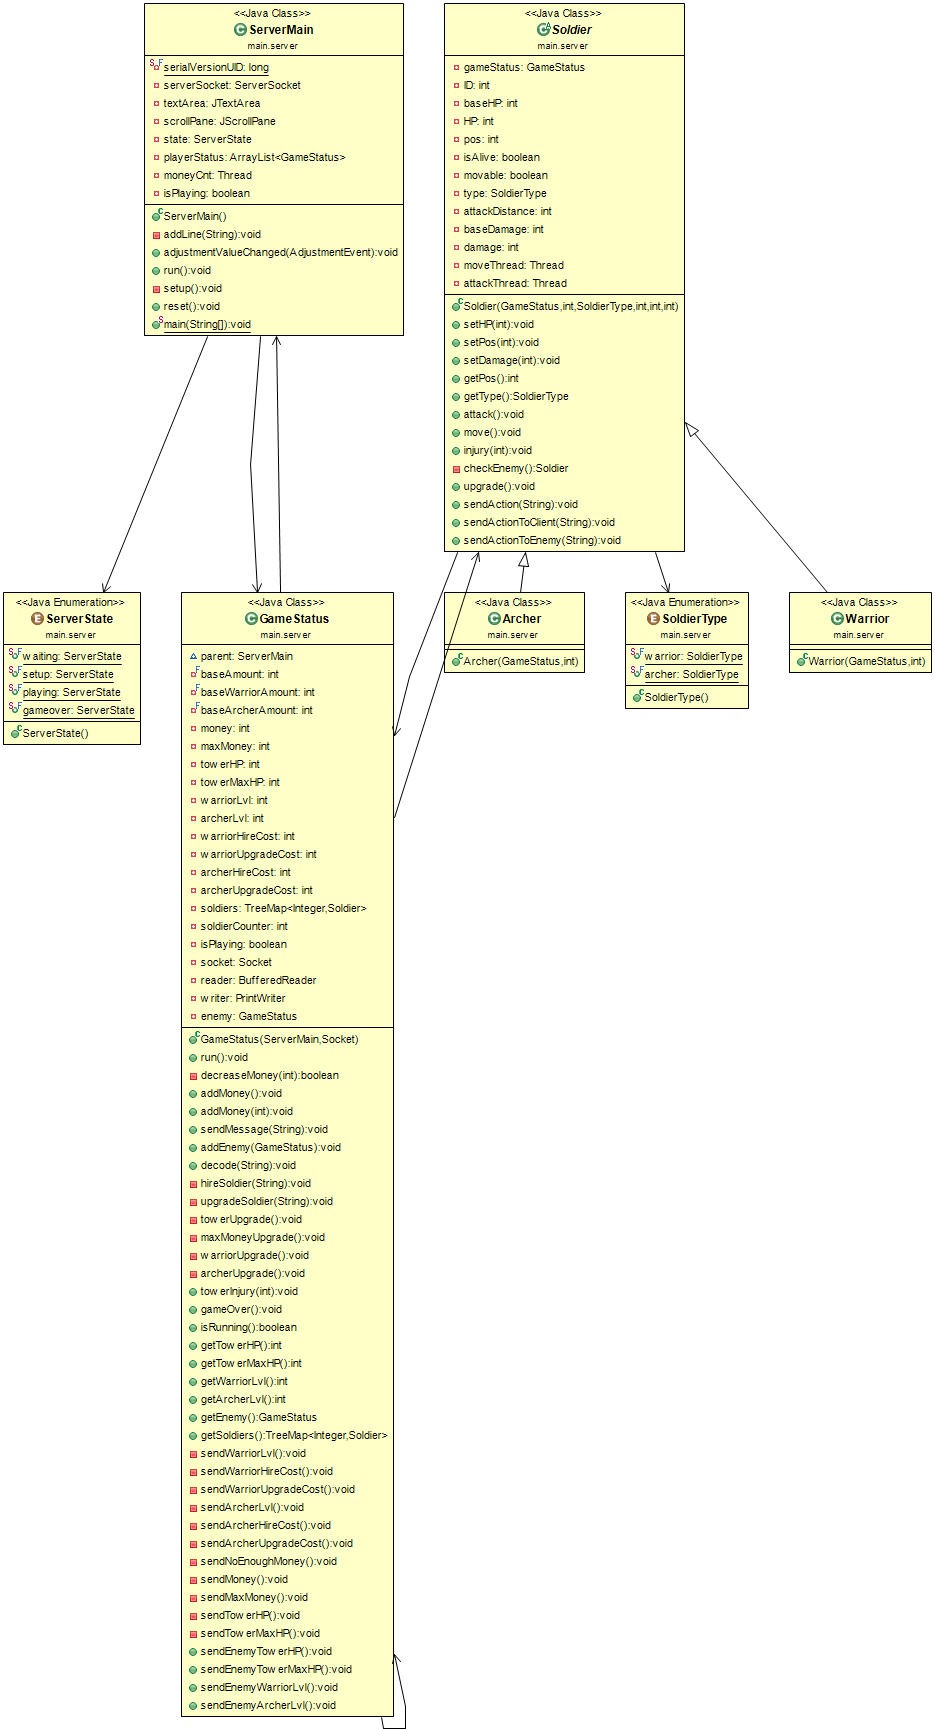 <<Java Class>>
ServerMain
main.server
serialVersionUID: long
serverSocket: ServerSocket
textArea: JTextArea
scrollPane: JScrollPane
state: ServerState
playerStatus: ArrayList<GameStatus>
moneyCnt: Thread
isPlaying: boolean
ServerMain()
addLine(String):void
adjustmentValueChanged(AdjustmentEvent):void
run():void
setup():void
reset():void
main(String[]):void
<<Java Class>>
Soldier
main.server
gameStatus: GameStatus
ID: int
baseHP: int
HP: int
pos: int
isAlive: boolean
movable: boolean
type: SoldierType
attackDistance: int
baseDamage: int
damage: int
moveThread: Thread
attackThread: Thread
Soldier(GameStatus,int,SoldierType,int,int,int)
setHP(int):void
setPos(int):void
setDamage(int):void
getPos():int
getType():SoldierType
attack():void
move():void
injury(int):void
checkEnemy():Soldier
upgrade():void
sendAction(String):void
sendActionToClient(String):void
sendActionToEnemy(String):void
<<Java Enumeration>>
ServerState
main.server
waiting: ServerState
setup: ServerState
playing: ServerState
gameover: ServerState
ServerState()
<<Java Class>>
GameStatus
main.server
parent: ServerMain
baseAmount: int
baseWarriorAmount: int
baseArcherAmount: int
money: int
maxMoney: int
towerHP: int
towerMaxHP: int
warriorLvl: int
archerLvl: int
warriorHireCost: int
warriorUpgradeCost: int
archerHireCost: int
archerUpgradeCost: int
soldiers: TreeMap<Integer,Soldier>
soldierCounter: int
isPlaying: boolean
socket: Socket
reader: BufferedReader
writer: PrintWriter
enemy: GameStatus
GameStatus(ServerMain,Socket)
run():void
decreaseMoney(int):boolean
addMoney():void
addMoney(int):void
sendMessage(String):void
addEnemy(GameStatus):void
decode(String):void
hireSoldier(String):void
upgradeSoldier(String):void
towerUpgrade():void
maxMoneyUpgrade():void
warriorUpgrade():void
archerUpgrade():void
towerInjury(int):void
gameOver():void
isRunning():boolean
getTowerHP():int
getTowerMaxHP():int
getWarriorLvl():int
getArcherLvl():int
getEnemy():GameStatus
getSoldiers():TreeMap<Integer,Soldier>
sendWarriorLvl():void
sendWarriorHireCost():void
sendWarriorUpgradeCost():void
sendArcherLvl():void
sendArcherHireCost():void
sendArcherUpgradeCost():void
sendNoEnoughMoney():void
sendMoney():void
sendMaxMoney():void
sendTowerHP():void
sendTowerMaxHP():void
sendEnemyTowerHP():void
sendEnemyTowerMaxHP():void
sendEnemyWarriorLvl():void
sendEnemyArcherLvl():void
<<Java Class>>
Archer
main.server
Archer(GameStatus,int)
<<Java Enumeration>>
SoldierType
main.server
warrior: SoldierType
archer: SoldierType
SoldierType()
<<Java Class>>
Warrior
main.server
Warrior(GameStatus,int)